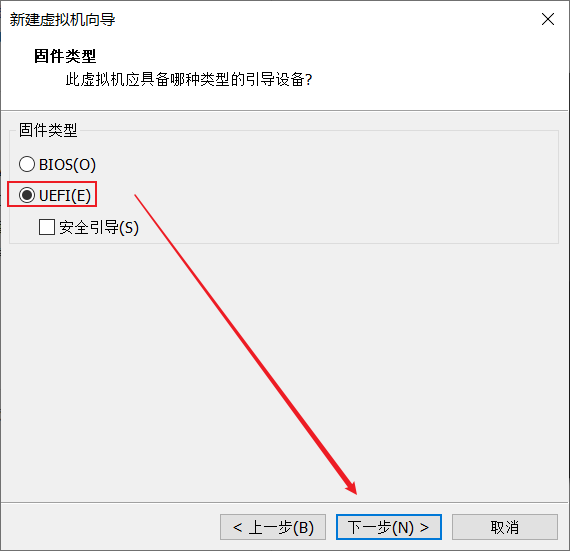 新建虚拟机向导
固件类型
此虚拟机应具备哪种类型的引导设备?
固件类型
BIOS(O)
UEFI(E)
安全引导(S)
< 上一步(B) 下一步(N) > 取消